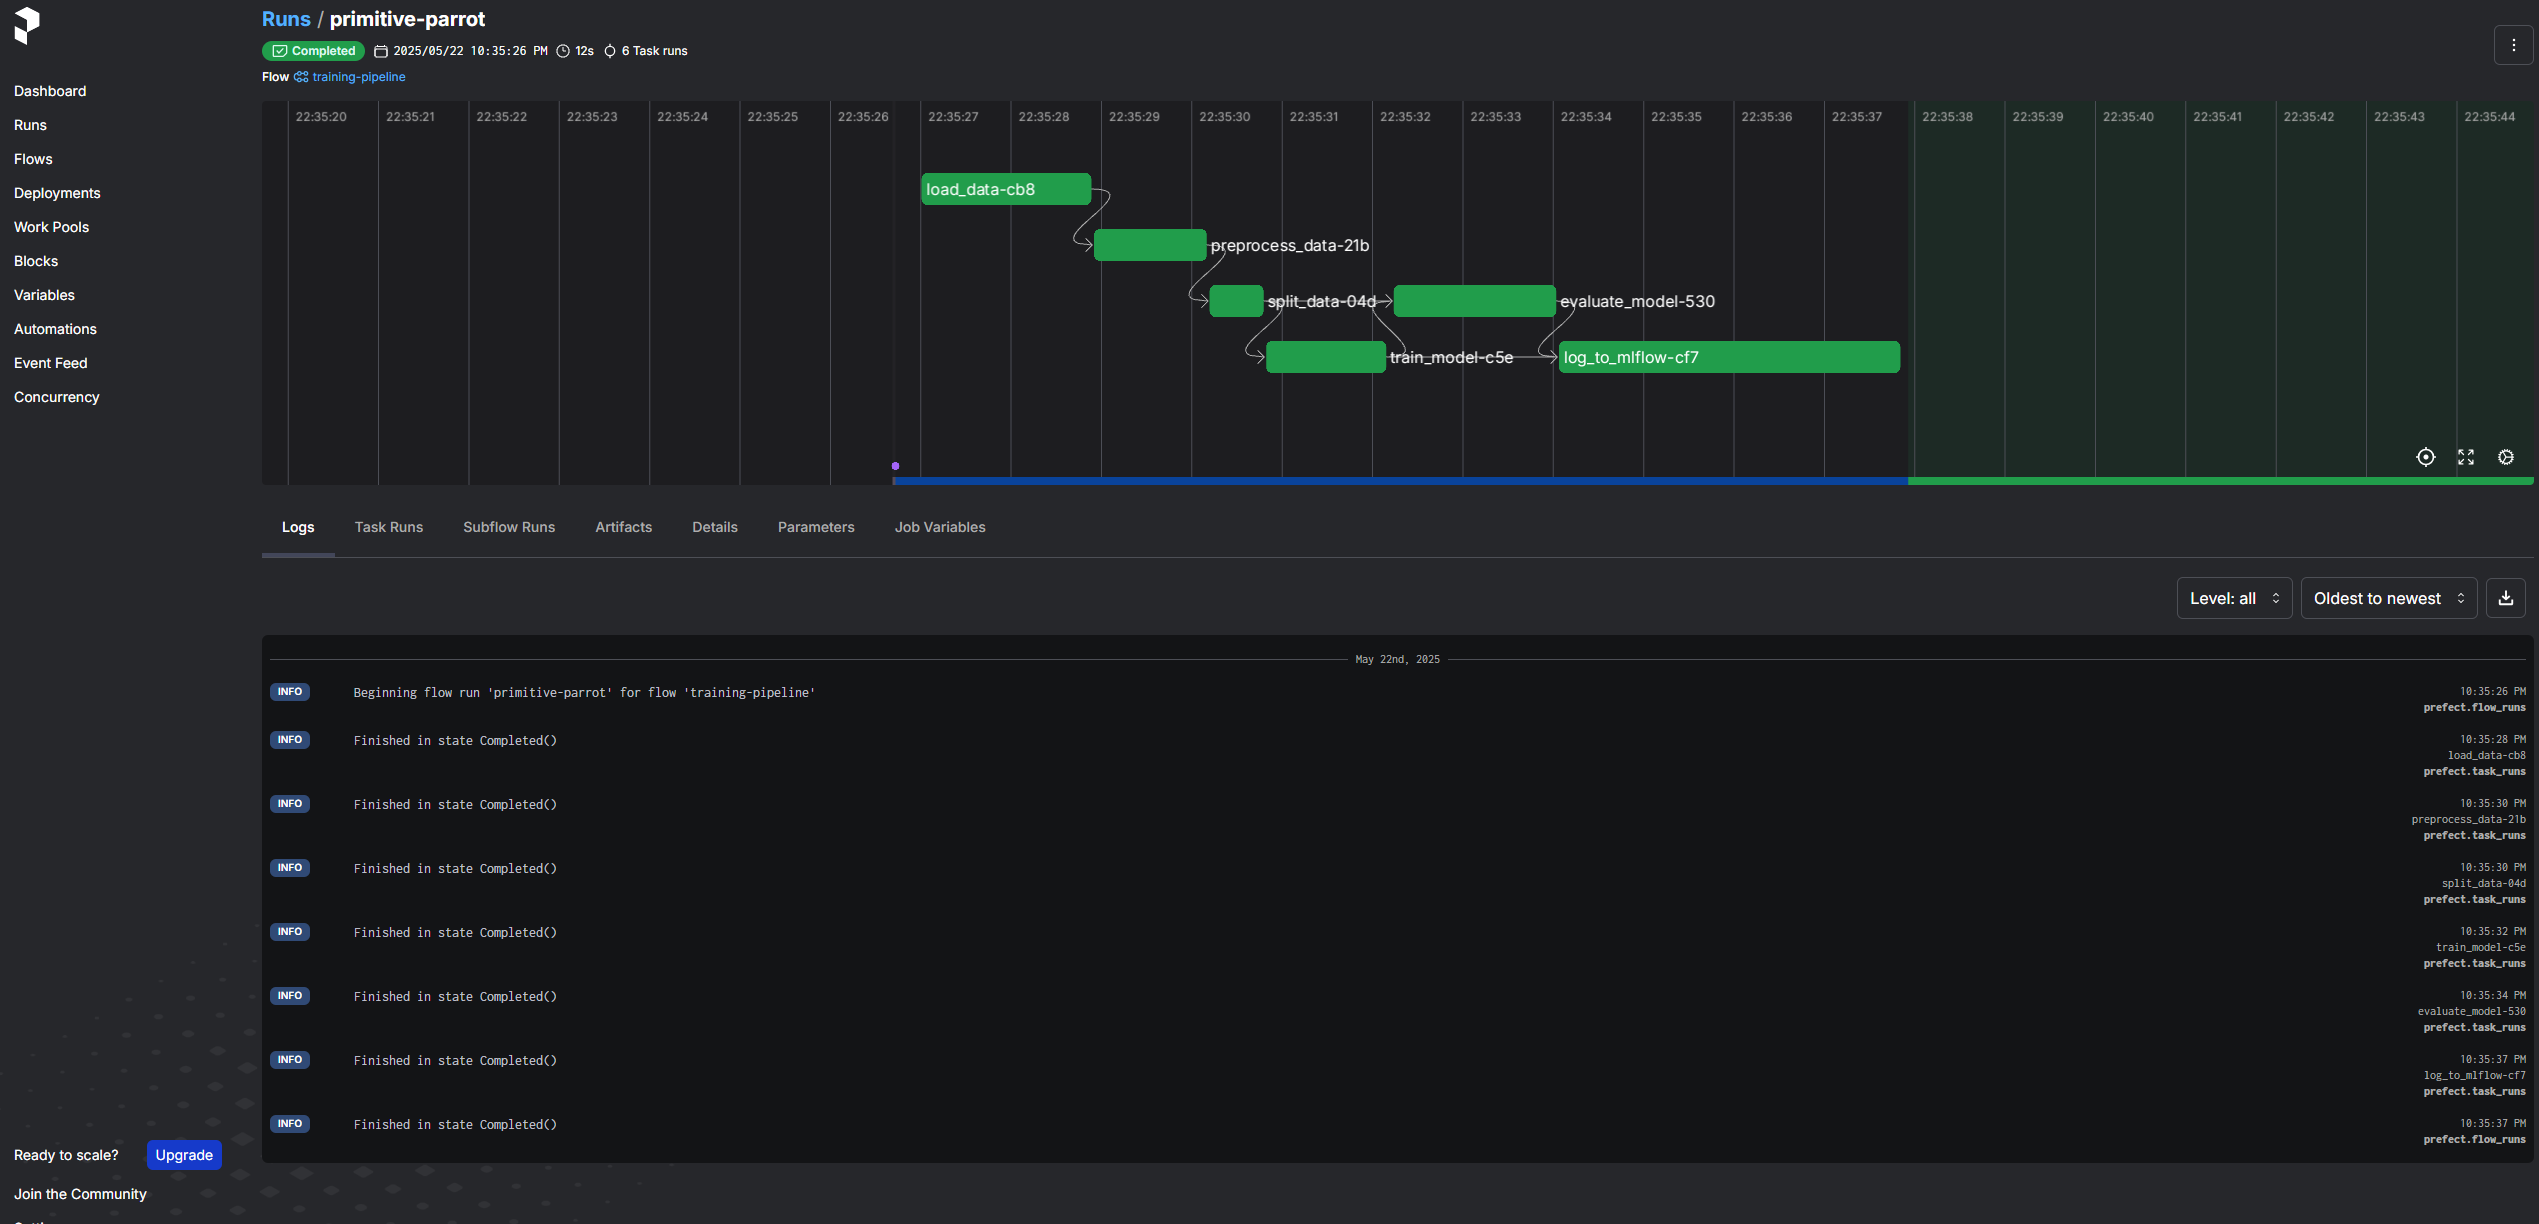 Runs / primitive-parrot
Completed 2025/05/22 10:35:26 PM 12s 6 Task runs
Flow training-pipeline
Dashboard
Runs
Flows
Deployments
Work Pools
Blocks
Variables
Automations
Event Feed
Concurrency
22:35:20 22:35:21 22:35:22 22:35:23 22:35:24 22:35:25 22:35:26 22:35:27 22:35:28 22:35:29 22:35:30 22:35:31 22:35:32 22:35:33 22:35:34 22:35:35 22:35:36 22:35:37 22:35:38 22:35:39 22:35:40 22:35:41 22:35:42 22:35:43 22:35:44
load_data-cb8
preprocess_data-21b
split_data-04d evaluate_model-530
train_model-c5e log_to_mlflow-cf7
Logs Task Runs Subflow Runs Artifacts Details Parameters Job Variables
Level: all Oldest to newest
May 22nd, 2025
INFO Beginning flow run 'primitive-parrot' for flow 'training-pipeline' 10:35:26 PM
prefect.flow_runs
INFO Finished in state Completed() 10:35:28 PM
load_data-cb8
prefect.task_runs
INFO Finished in state Completed() 10:35:30 PM
preprocess_data-21b
prefect.task_runs
INFO Finished in state Completed() 10:35:30 PM
split_data-04d
prefect.task_runs
INFO Finished in state Completed() 10:35:32 PM
train_model-c5e
prefect.task_runs
INFO Finished in state Completed() 10:35:34 PM
evaluate_model-530
prefect.task_runs
INFO Finished in state Completed() 10:35:37 PM
log_to_mlflow-cf7
prefect.task_runs
INFO Finished in state Completed() 10:35:37 PM
prefect.flow_runs
Ready to scale? Upgrade
Join the Community